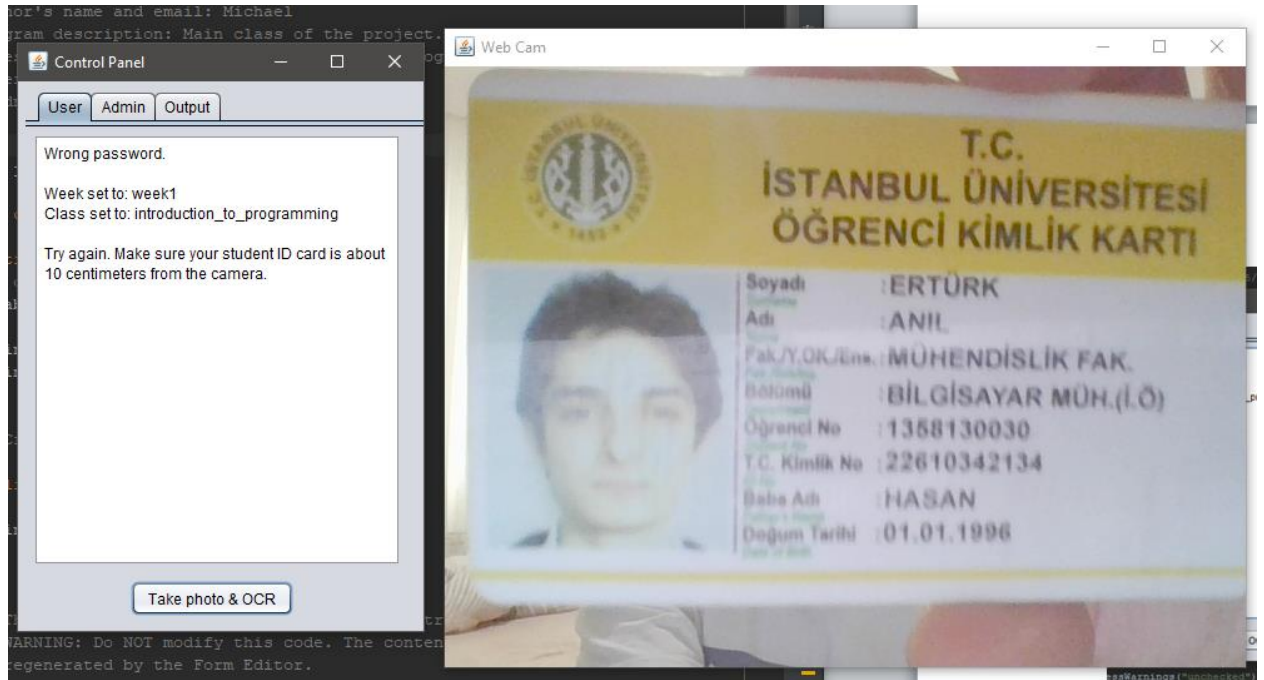 or's name and email: Michael
ram description: Main class of the project.
Control Panel
User Admin Output
Wrong password.
Week set to: week1
Class set to: introduction_to_programming
Try again. Make sure your student ID card is about
10 centimeters from the camera.
Take photo & OCR
WARNING: Do NOT modify this code. The conten
regenerated by the Form Editor.
Web Cam
T.C.
İSTANBUL ÜNİVERSİTESİ
ÖĞRENCİ KİMLİK KARTI
Soyadı :ERTÜRK
Adı :ANIL
Fak./Y.OK./Ens. :MÜHENDİSLİK FAK.
Bölümü :BİLGİSAYAR MÜH.(İ.Ö)
Öğrenci No :1358130030
T.C. Kimlik No :22610342134
Baba Adı :HASAN
Doğum Tarihi :01.01.1996